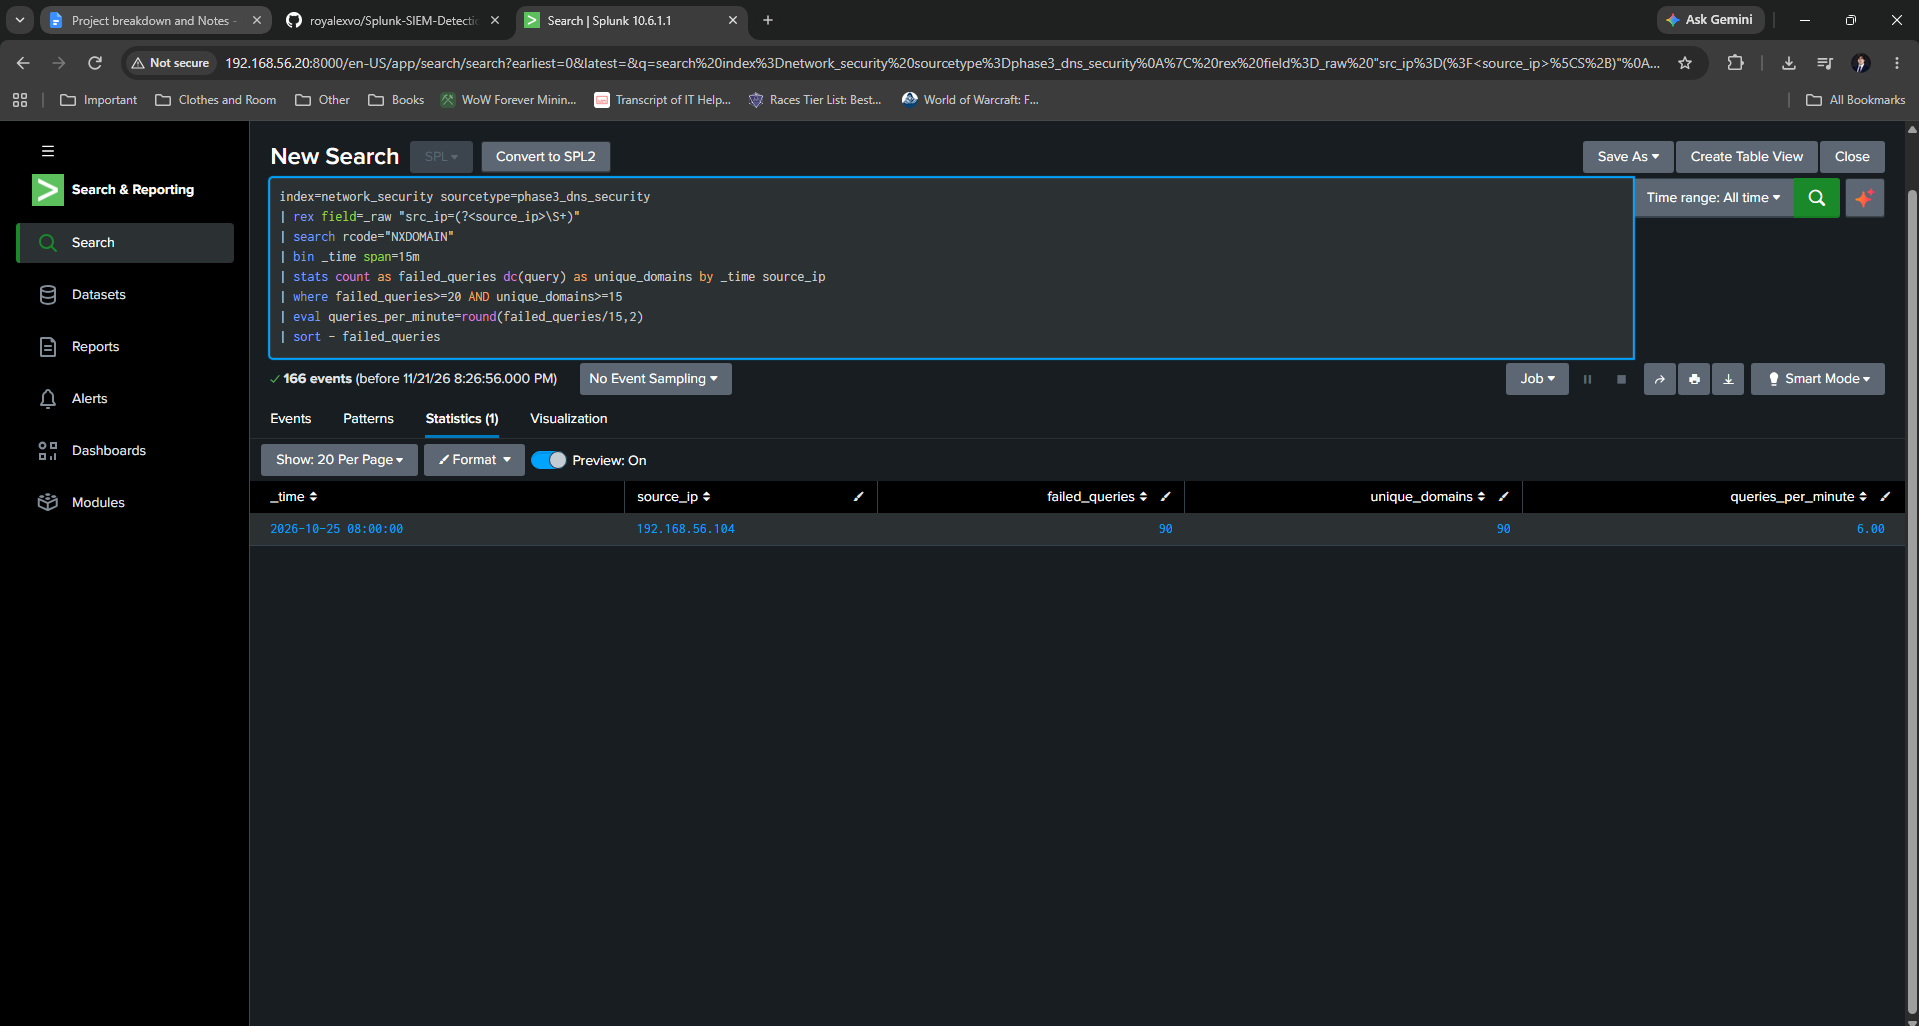 Project breakdown and Notes -
royalexvo/Splunk-SIEM-Detectio
Search | Splunk 10.6.1.1
Ask Gemini
Not secure
192.168.56.20:8000/en-US/app/search/search?earliest=0&latest=&q=search%20index%3Dnetwork_security%20sourcetype%3Dphase3_dns_security%0A%7C%20rex%20field%3D_raw%20"src_ip%3D(%3F<source_ip>%5CS%2B)"%0A...
Important
Clothes and Room
Other
Books
WoW Forever Minin...
Transcript of IT Help...
Races Tier List: Best...
World of Warcraft: F...
All Bookmarks
Search & Reporting
Search
Datasets
Reports
Alerts
Dashboards
Modules
New Search
SPL
Convert to SPL2
Save As
Create Table View
Close
index=network_security sourcetype=phase3_dns_security
| rex field=_raw "src_ip=(?<source_ip>\S+)"
| search rcode="NXDOMAIN"
| bin _time span=15m
| stats count as failed_queries dc(query) as unique_domains by _time source_ip
| where failed_queries>=20 AND unique_domains>=15
| eval queries_per_minute=round(failed_queries/15,2)
| sort - failed_queries
Time range: All time
166 events (before 11/21/26 8:26:56.000 PM)
No Event Sampling
Job
Smart Mode
Events
Patterns
Statistics (1)
Visualization
Show: 20 Per Page
Format
Preview: On
_time source_ip failed_queries unique_domains queries_per_minute
2026-10-25 08:00:00 192.168.56.104 90 90 6.00